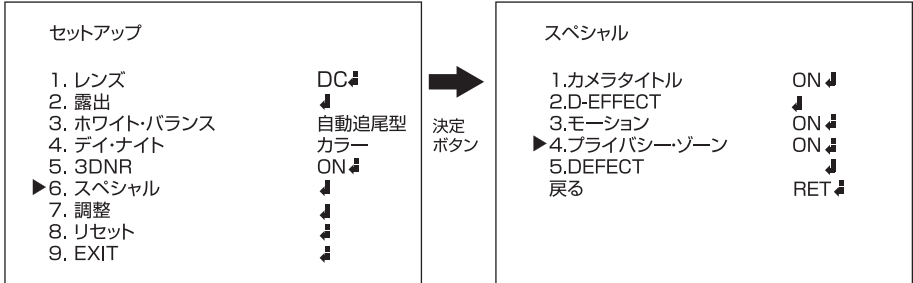 セットアップ
1. レンズ DC↲
2. 露出 ↲
3. ホワイト・バランス 自動追尾型
4. デイ・ナイト カラー
5. 3DNR ON↲
▶6. スペシャル ↲
7. 調整 ↲
8. リセット ↲
9. EXIT ↲
決定
ボタン
スペシャル
1.カメラタイトル ON↲
2.D-EFFECT ↲
3.モーション ON↲
▶4.プライバシー・ゾーン ON↲
5.DEFECT ↲
戻る RET↲